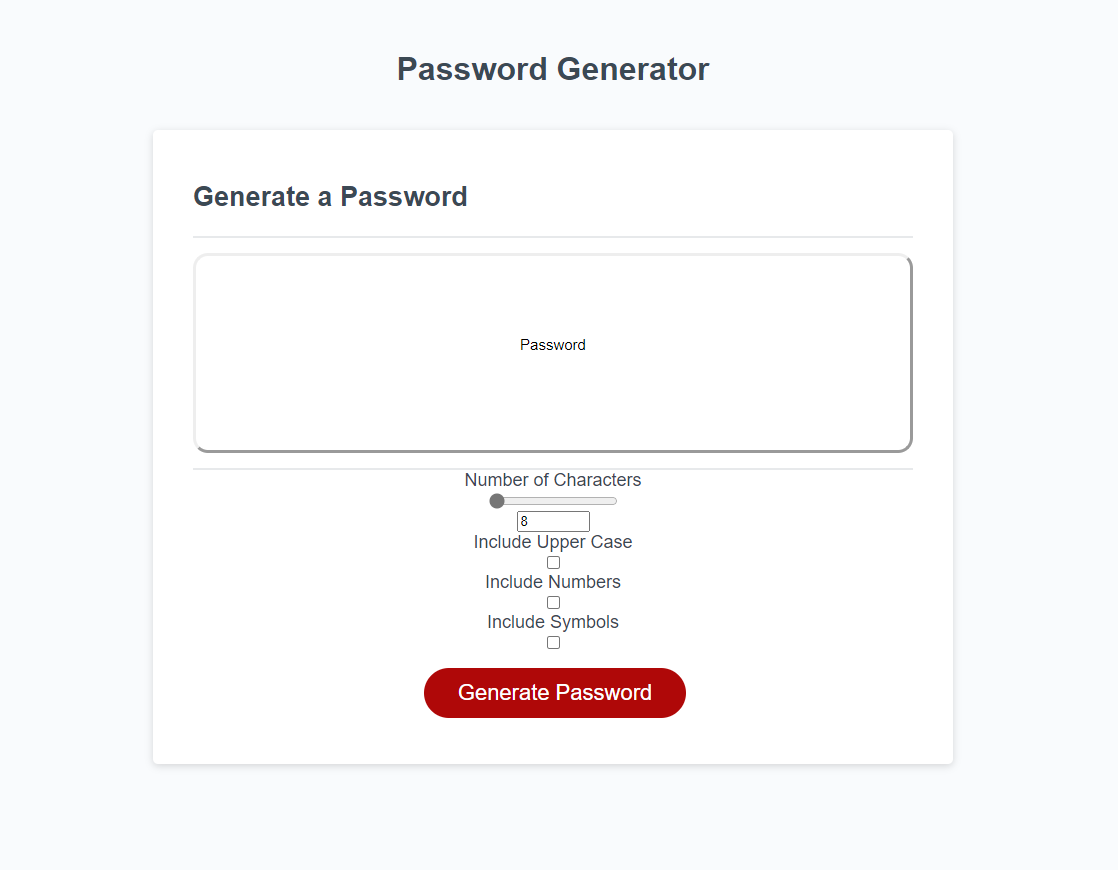 Password Generator
Generate a Password
Password
Number of Characters
8
Include Upper Case
Include Numbers
Include Symbols
Generate Password